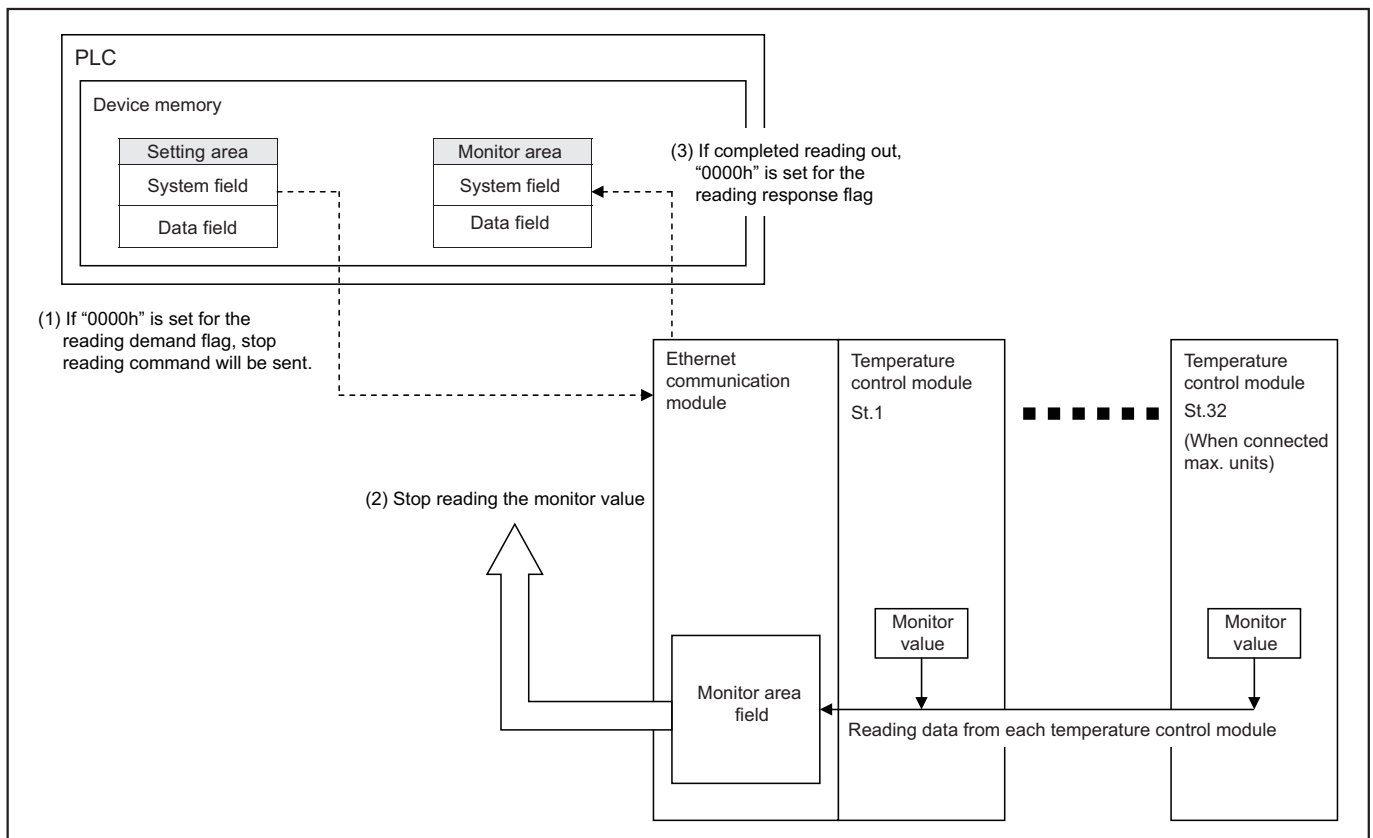 PLC
Device memory
Setting area
System field
Data field
Monitor area
System field
Data field
(3) If completed reading out,
“0000h” is set for the
reading response flag
(1) If “0000h” is set for the
reading demand flag, stop
reading command will be sent.
Ethernet
communication
module
Temperature
control module
St.1
Temperature
control module
St.32
(When connected
max. units)
(2) Stop reading the monitor value
Monitor
value
Monitor
value
Monitor area
field
Reading data from each temperature control module